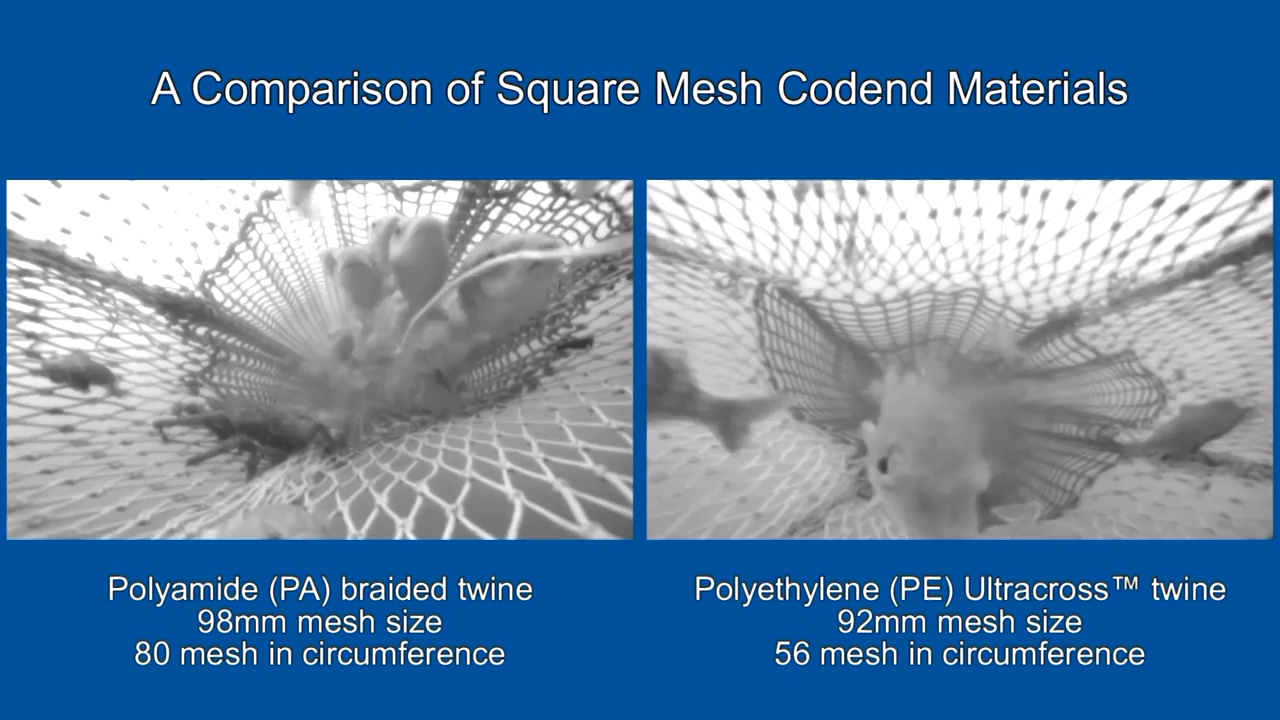 A Comparison of Square Mesh Codend Materials
Polyamide (PA) braided twine
98mm mesh size
80 mesh in circumference
Polyethylene (PE) Ultracross™ twine
92mm mesh size
56 mesh in circumference